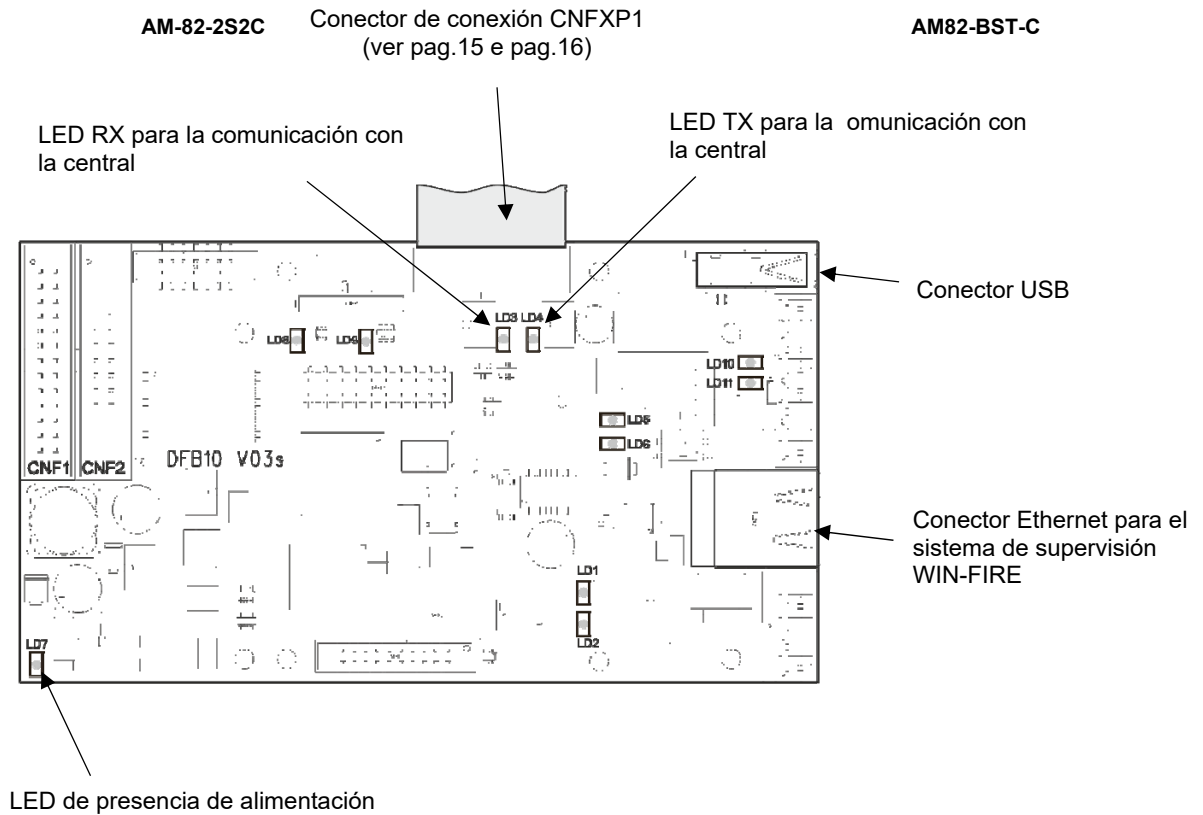 AM-82-2S2C
Conector de conexión CNFXP1
(ver pag.15 e pag.16)
AM82-BST-C
LED RX para la comunicación con
la central
LED TX para la  omunicación con
la central
Conector USB
LD3 LD4
LD8
LD9
LD10
LD11
LD5
LD6
CNF1 CNF2
DFB10 V03s
Conector Ethernet para el
sistema de supervisión
WIN-FIRE
LD1
LD2
LD7
LED de presencia de alimentación